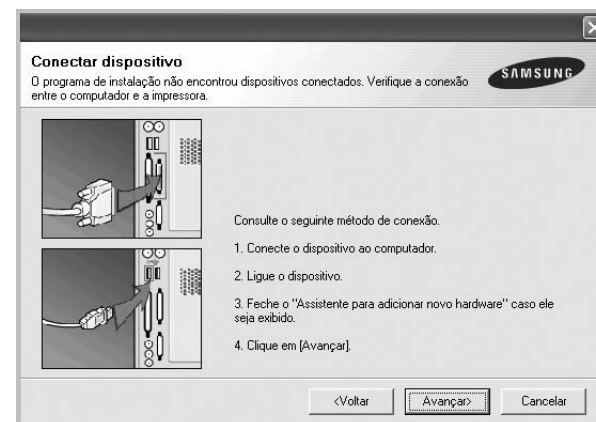 Conectar dispositivo
O programa de instalação não encontrou dispositivos conectados. Verifique a conexão
entre o computador e a impressora.
SAMSUNG
Consulte o seguinte método de conexão.
1. Conecte o dispositivo ao computador.
2. Ligue o dispositivo.
3. Feche o "Assistente para adicionar novo hardware" caso ele
seja exibido.
4. Clique em [Avançar].
<Voltar
Avançar>
Cancelar